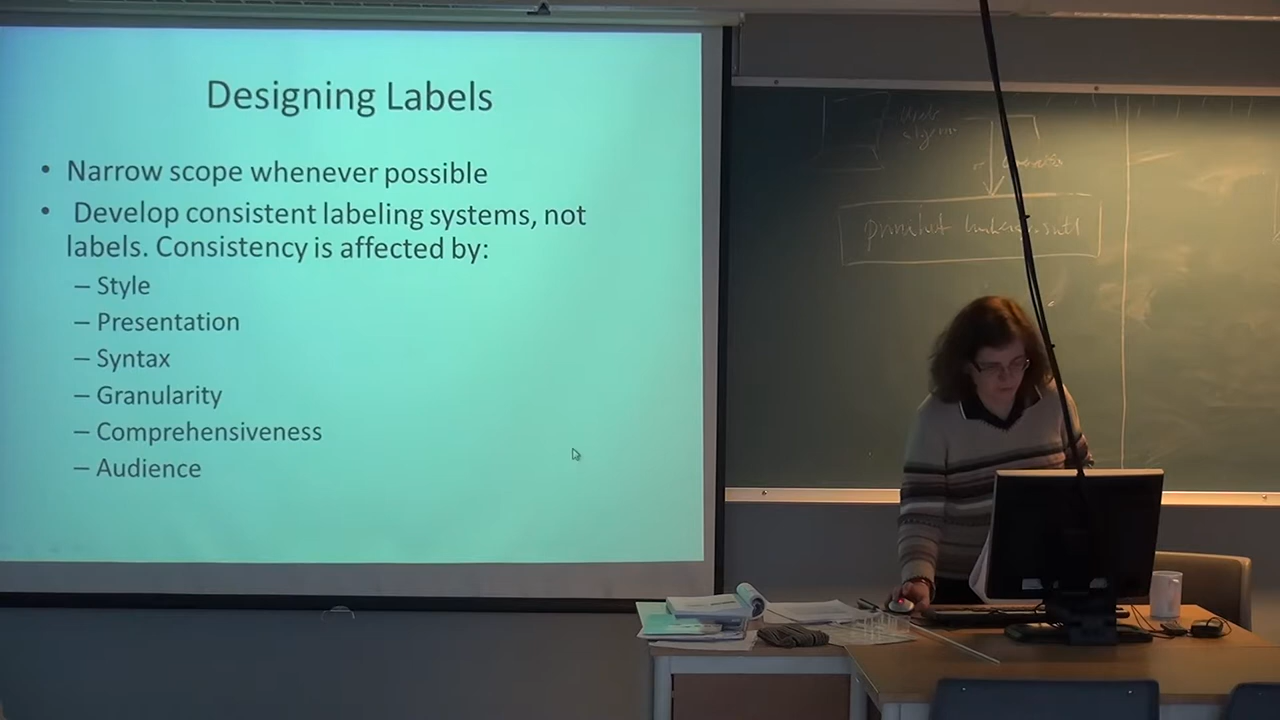 Designing Labels
• Narrow scope whenever possible
• Develop consistent labeling systems, not
labels. Consistency is affected by:
– Style
– Presentation
– Syntax
– Granularity
– Comprehensiveness
– Audience